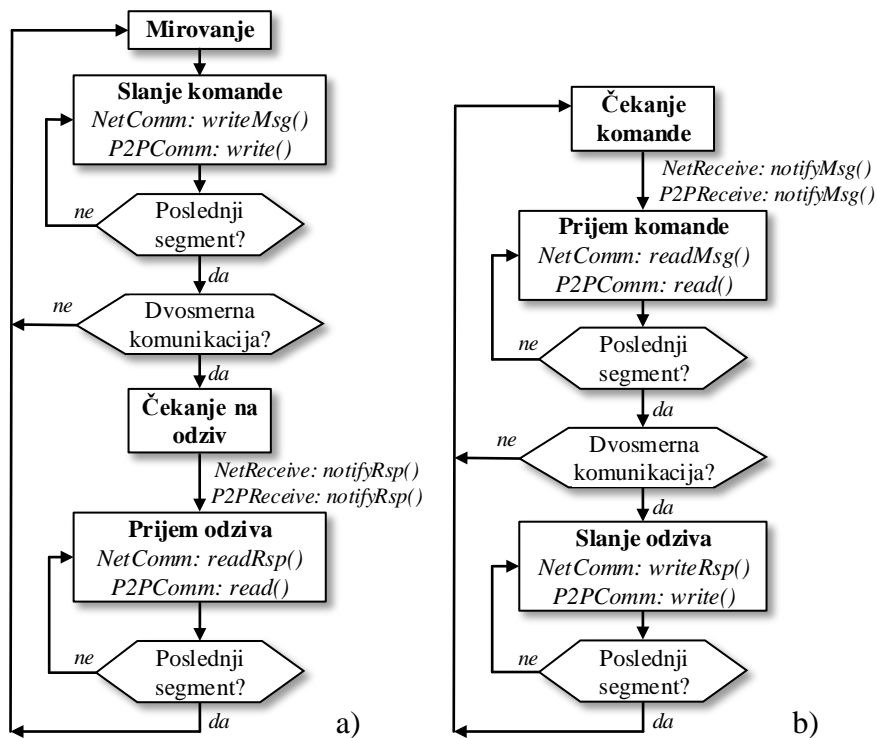 Mirovanje
Slanje komande
NetComm: writeMsg()
P2PComm: write()
ne
Poslednji
segment?
da
ne
Dvosmerna
komunikacija?
da
Čekanje na
odziv
NetReceive: notifyRsp()
P2PReceive: notifyRsp()
Prijem odziva
NetComm: readRsp()
P2PComm: read()
ne
Poslednji
segment?
da
a)
Čekanje
komande
NetReceive: notifyMsg()
P2PReceive: notifyMsg()
Prijem komande
NetComm: readMsg()
P2PComm: read()
ne
Poslednji
segment?
da
ne
Dvosmerna
komunikacija?
da
Slanje odziva
NetComm: writeRsp()
P2PComm: write()
ne
Poslednji
segment?
da
b)